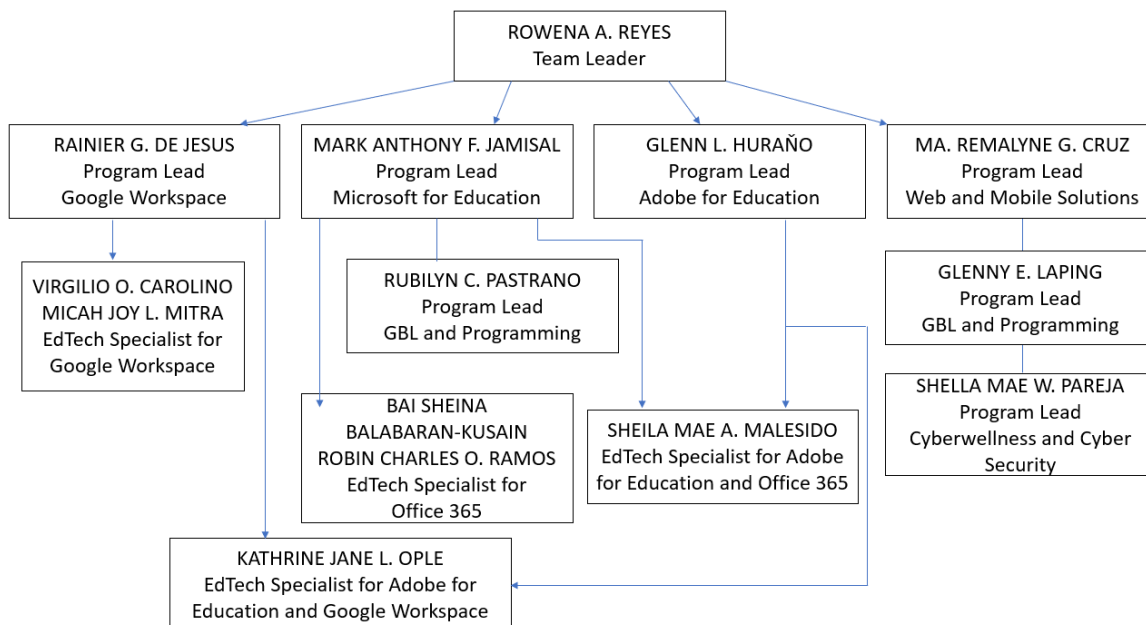 ROWENA A. REYES
Team Leader
RAINIER G. DE JESUS
Program Lead
Google Workspace
MARK ANTHONY F. JAMISAL
Program Lead
Microsoft for Education
GLENN L. HURAŇO
Program Lead
Adobe for Education
MA. REMALYNE G. CRUZ
Program Lead
Web and Mobile Solutions
VIRGILIO O. CAROLINO
MICAH JOY L. MITRA
EdTech Specialist for
Google Workspace
RUBILYN C. PASTRANO
Program Lead
GBL and Programming
GLENNY E. LAPING
Program Lead
GBL and Programming
BAI SHEINA
BALABARAN-KUSAIN
ROBIN CHARLES O. RAMOS
EdTech Specialist for
Office 365
SHEILA MAE A. MALESIDO
EdTech Specialist for Adobe
for Education and Office 365
SHELLA MAE W. PAREJA
Program Lead
Cyberwellness and Cyber
Security
KATHRINE JANE L. OPLE
EdTech Specialist for Adobe for
Education and Google Workspace